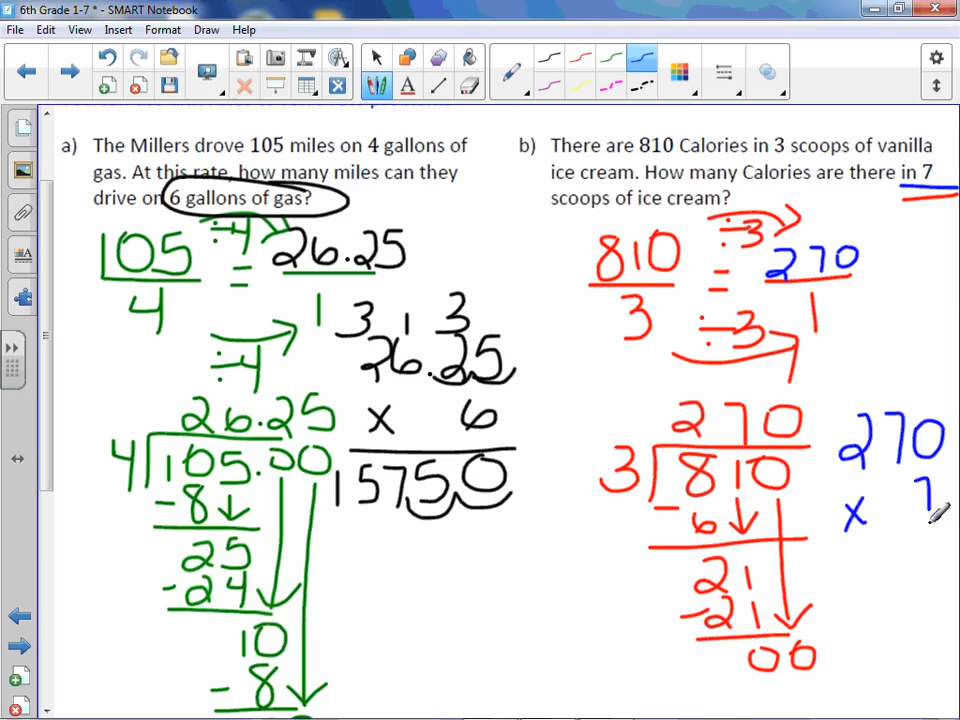 6th Grade 1-7 * - SMART Notebook
File Edit View Insert Format Draw Help
a) The Millers drove 105 miles on 4 gallons of
gas. At this rate, how many miles can they
drive on 6 gallons of gas?
105 ÷4 26.25
=
4 1
÷4
26.25
4 105.00
-8
25
-24
10
-8
3 1 3
26.25
x 6
15750
b) There are 810 Calories in 3 scoops of vanilla
ice cream. How many Calories are there in 7
scoops of ice cream?
810 ÷3 270
=
3 1
÷3
270
3 810
-6
21
-21
00
270
x 7